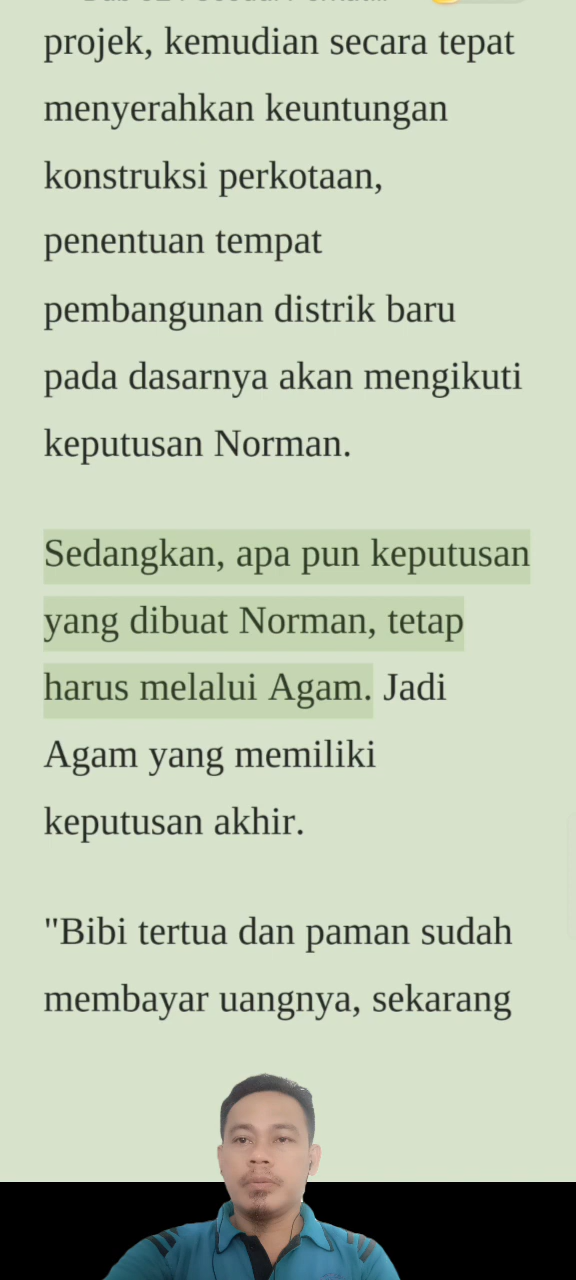 projek, kemudian secara tepat
menyerahkan keuntungan
konstruksi perkotaan,
penentuan tempat
pembangunan distrik baru
pada dasarnya akan mengikuti
keputusan Norman.
Sedangkan, apa pun keputusan
yang dibuat Norman, tetap
harus melalui Agam. Jadi
Agam yang memiliki
keputusan akhir.
"Bibi tertua dan paman sudah
membayar uangnya, sekarang